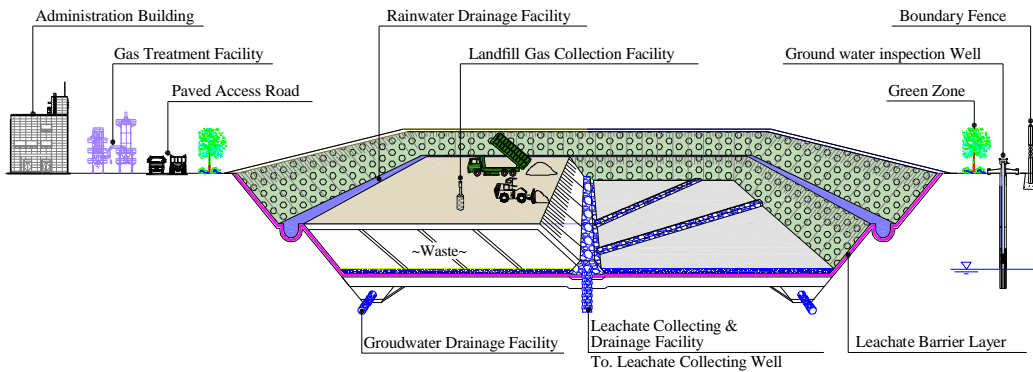 Administration Building
Rainwater Drainage Facility
Boundary Fence
Gas Treatment Facility
Landfill Gas Collection Facility
Ground water inspection Well
Paved Access Road
Green Zone
~Waste~
Groudwater Drainage Facility
Leachate Collecting &
Drainage Facility
To. Leachate Collecting Well
Leachate Barrier Layer